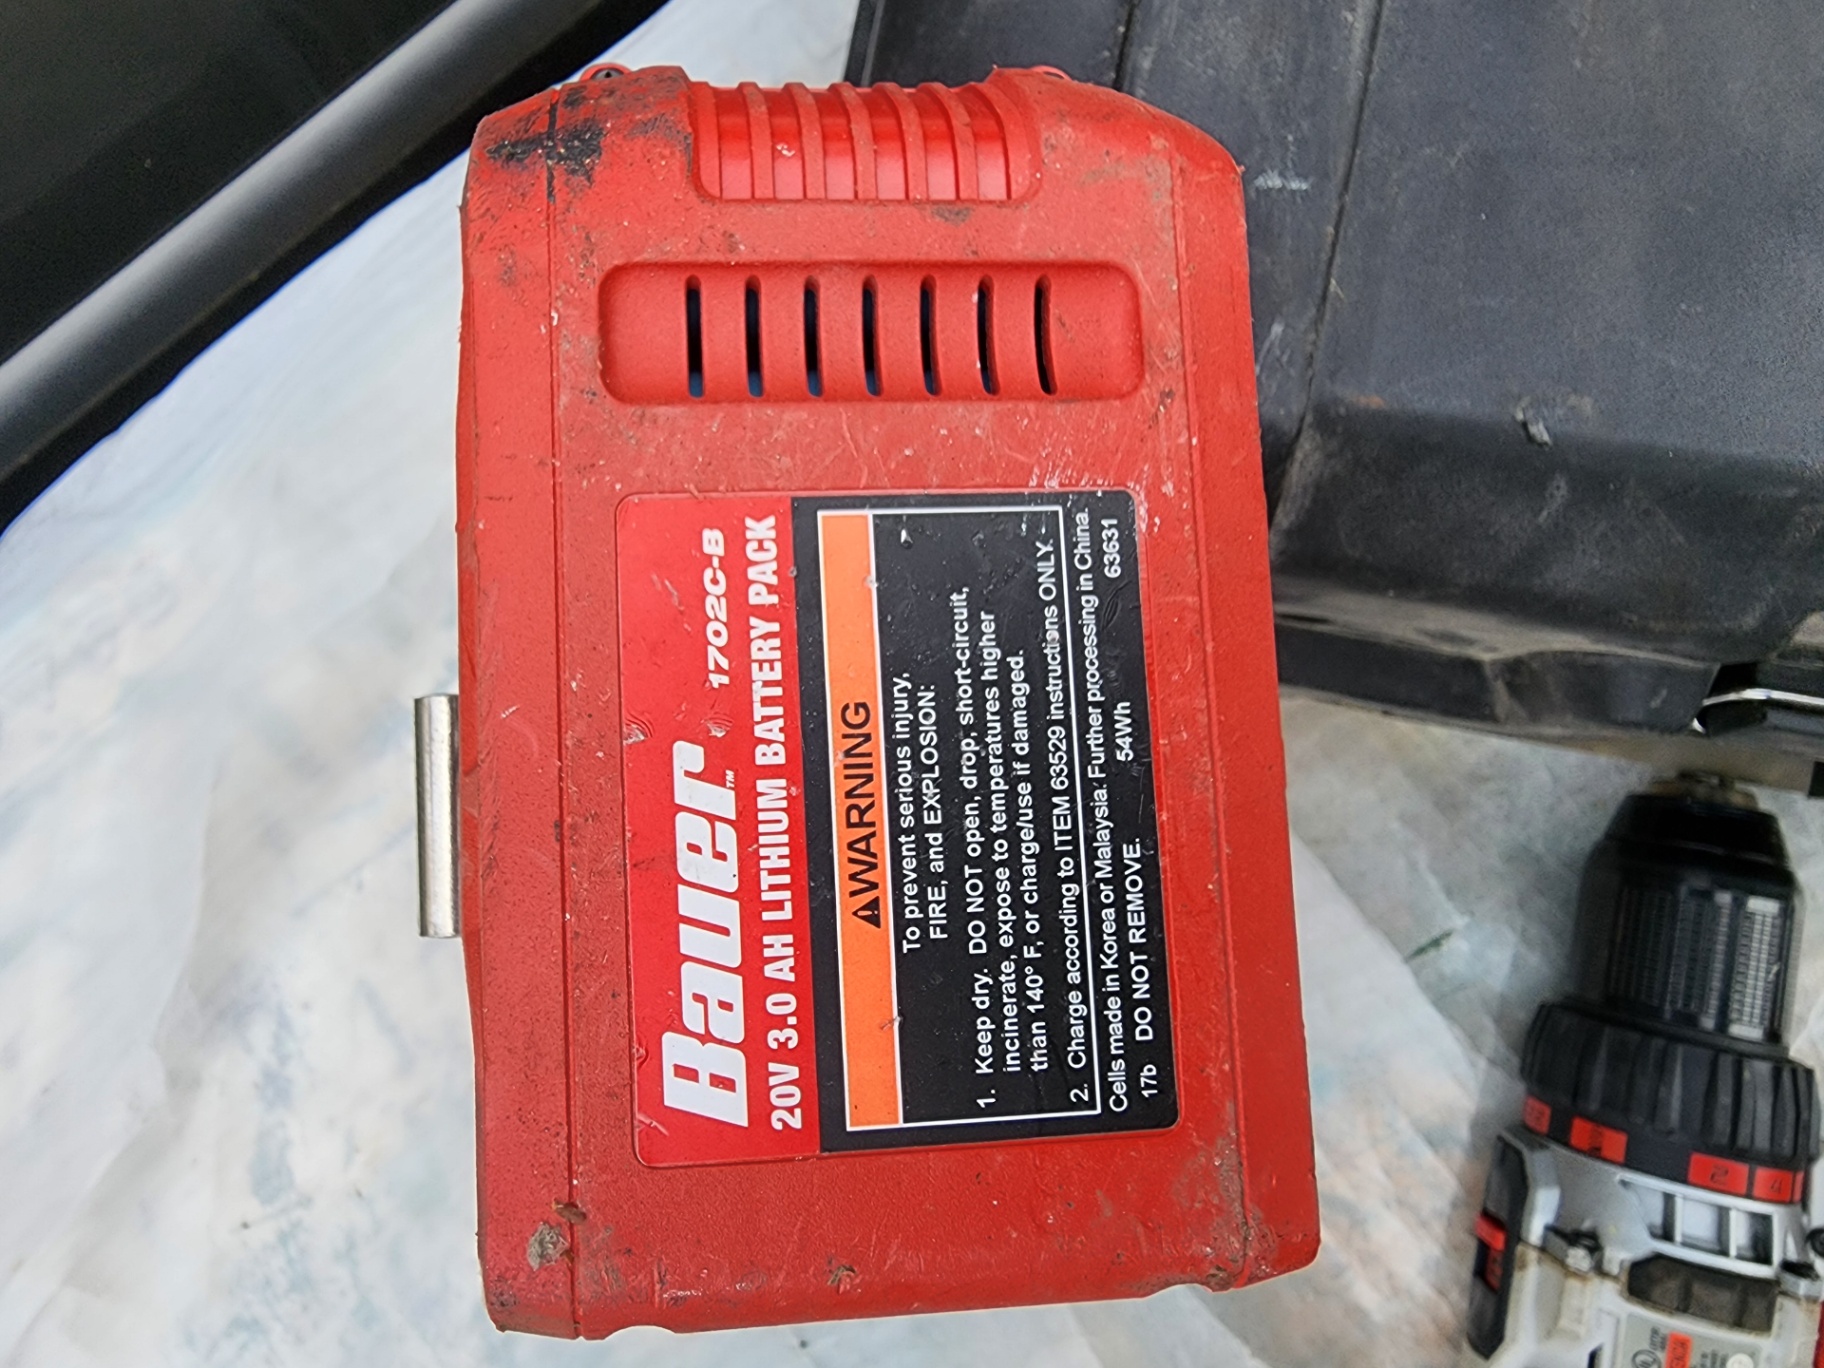 Bauer™ 1702C-B
20V 3.0 AH LITHIUM BATTERY PACK
⚠WARNING
To prevent serious injury,
FIRE, and EXPLOSION:
1. Keep dry. DO NOT open, drop, short-circuit,
incinerate, expose to temperatures higher
than 140° F, or charge/use if damaged.
2. Charge according to ITEM 63529 instructions ONLY.
Cells made in Korea or Malaysia. Further processing in China.
17b DO NOT REMOVE. 54Wh 63631
2 4